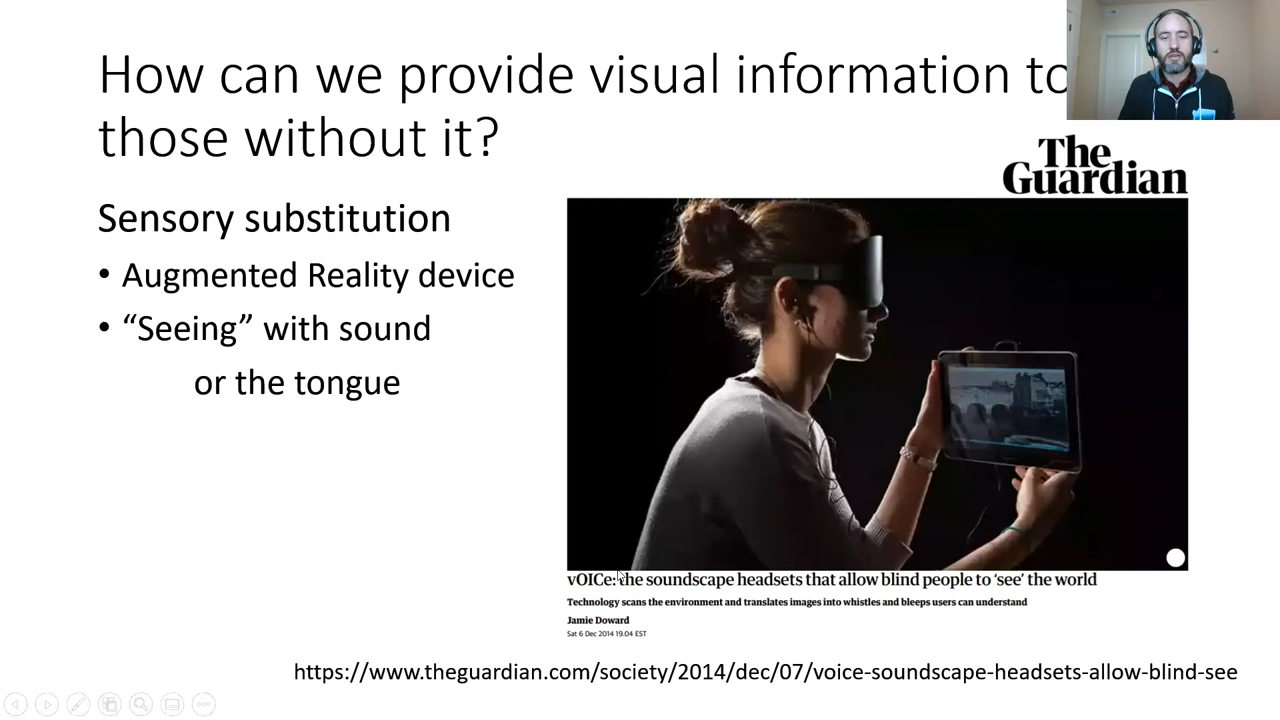 How can we provide visual information to
those without it?
The
Guardian
Sensory substitution
• Augmented Reality device
• “Seeing” with sound
or the tongue
vOICe: the soundscape headsets that allow blind people to ‘see’ the world
Technology scans the environment and translates images into whistles and bleeps users can understand
Jamie Doward
Sat 6 Dec 2014 19.04 EST
https://www.theguardian.com/society/2014/dec/07/voice-soundscape-headsets-allow-blind-see